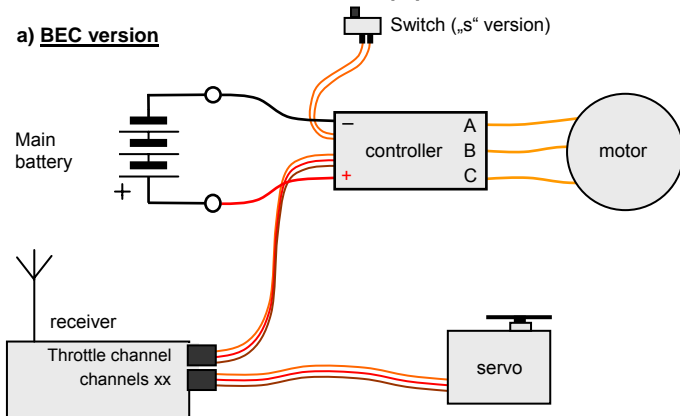 a) BEC version
Switch („s“ version)
Main
battery
+
−
+
controller
A
B
C
motor
receiver
Throttle channel
channels xx
servo